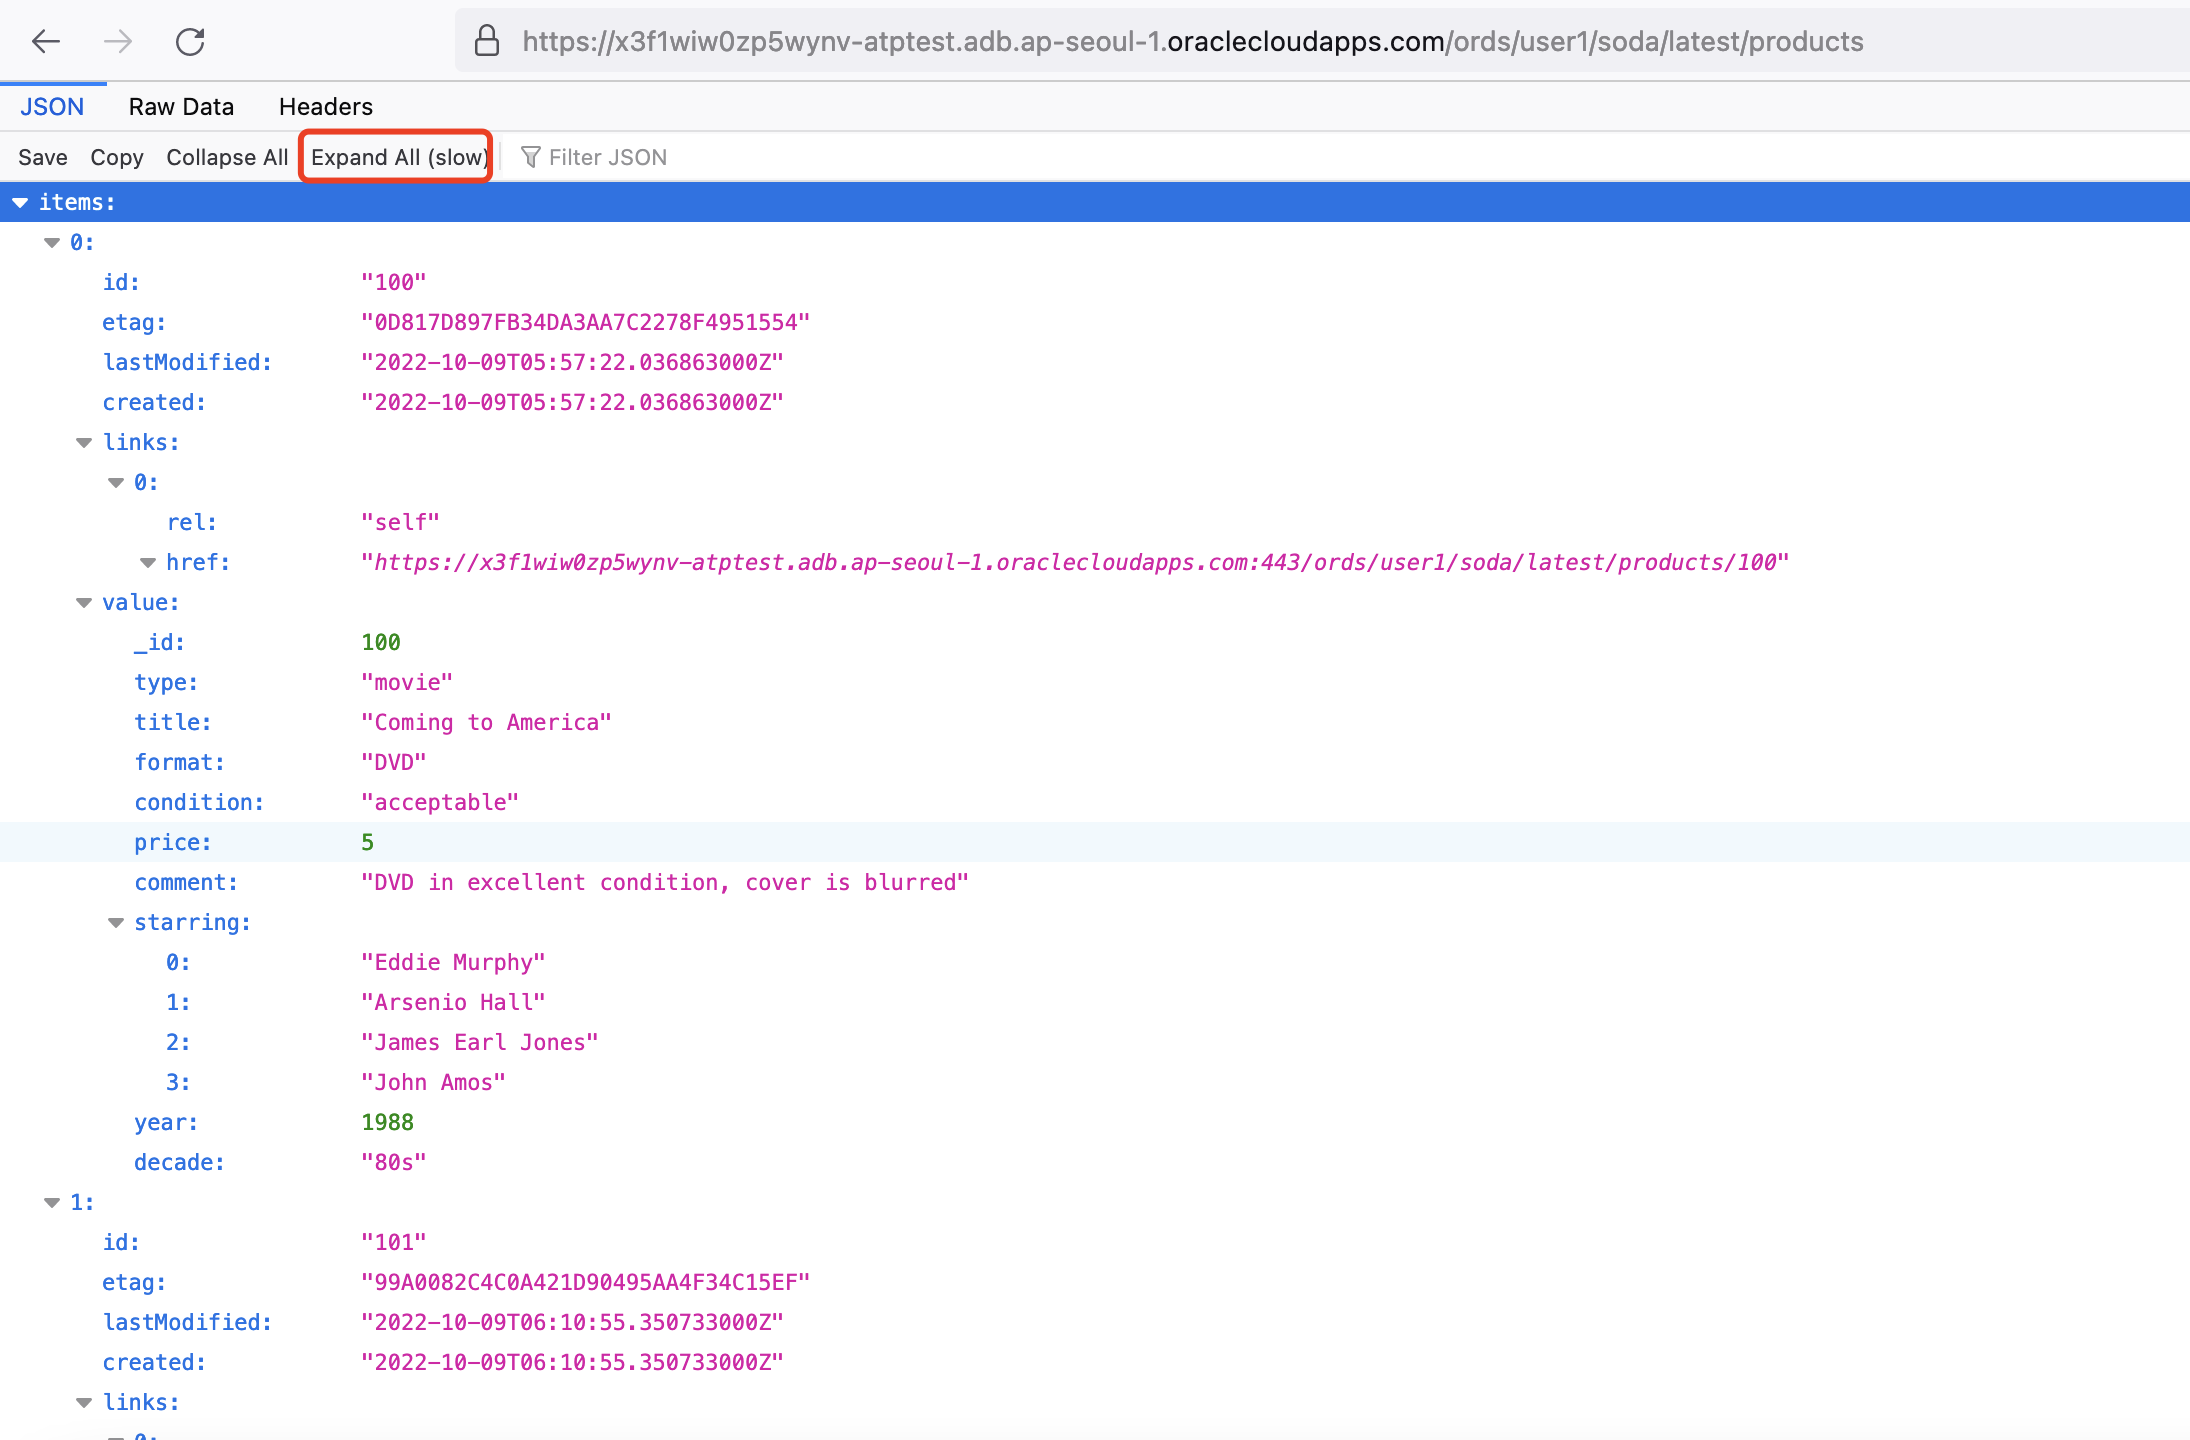 https://x3f1wiw0zp5wynv-atptest.adb.ap-seoul-1.oraclecloudapps.com/ords/user1/soda/latest/products
JSON Raw Data Headers
Save Copy Collapse All Expand All (slow) Filter JSON
items:
0:
id: "100"
etag: "0D817D897FB34DA3AA7C2278F4951554"
lastModified: "2022-10-09T05:57:22.036863000Z"
created: "2022-10-09T05:57:22.036863000Z"
links:
0:
rel: "self"
href: "https://x3f1wiw0zp5wynv-atptest.adb.ap-seoul-1.oraclecloudapps.com:443/ords/user1/soda/latest/products/100"
value:
_id: 100
type: "movie"
title: "Coming to America"
format: "DVD"
condition: "acceptable"
price: 5
comment: "DVD in excellent condition, cover is blurred"
starring:
0: "Eddie Murphy"
1: "Arsenio Hall"
2: "James Earl Jones"
3: "John Amos"
year: 1988
decade: "80s"
1:
id: "101"
etag: "99A0082C4C0A421D90495AA4F34C15EF"
lastModified: "2022-10-09T06:10:55.350733000Z"
created: "2022-10-09T06:10:55.350733000Z"
links:
0: